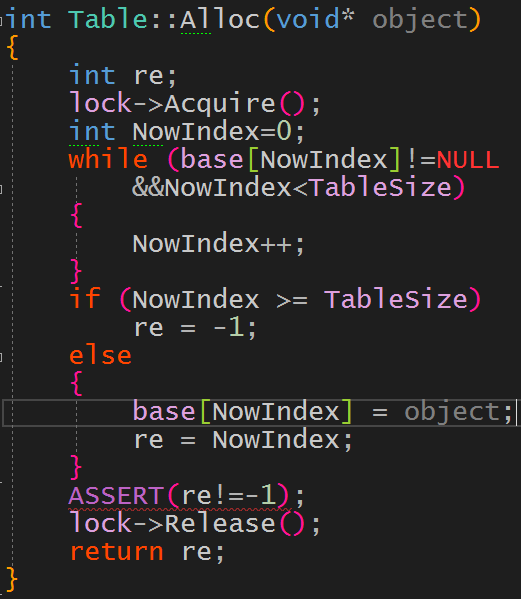 int Table::Alloc(void* object)
{
    int re;
    lock->Acquire();
    int NowIndex=0;
    while (base[NowIndex]!=NULL
        &&NowIndex<TableSize)
    {
        NowIndex++;
    }
    if (NowIndex >= TableSize)
        re = -1;
    else
    {
        base[NowIndex] = object;
        re = NowIndex;
    }
    ASSERT(re!=-1);
    lock->Release();
    return re;
}